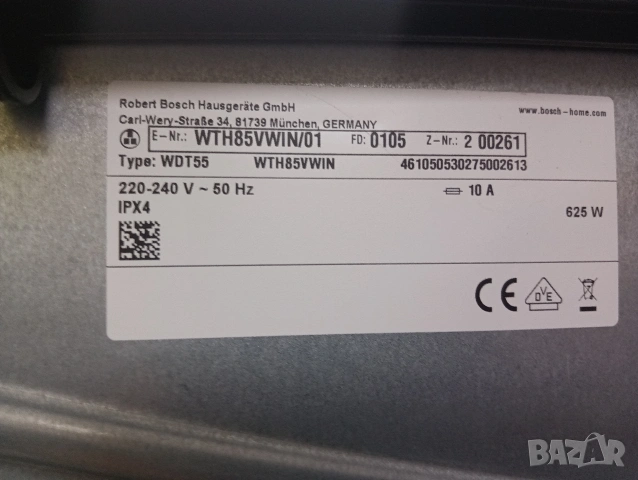 Robert Bosch Hausgeräte GmbH
www.bosch-home.com
Carl-Wery-Straße 34, 81739 München, GERMANY
E-Nr.: WTH85VWIN/01 FD: 0105 Z-Nr.: 2 00261
Type: WDT55 WTH85VWIN 461050530275002613
220-240 V ~ 50 Hz 10 A
IPX4
625 W
CE DVE
BAZAR